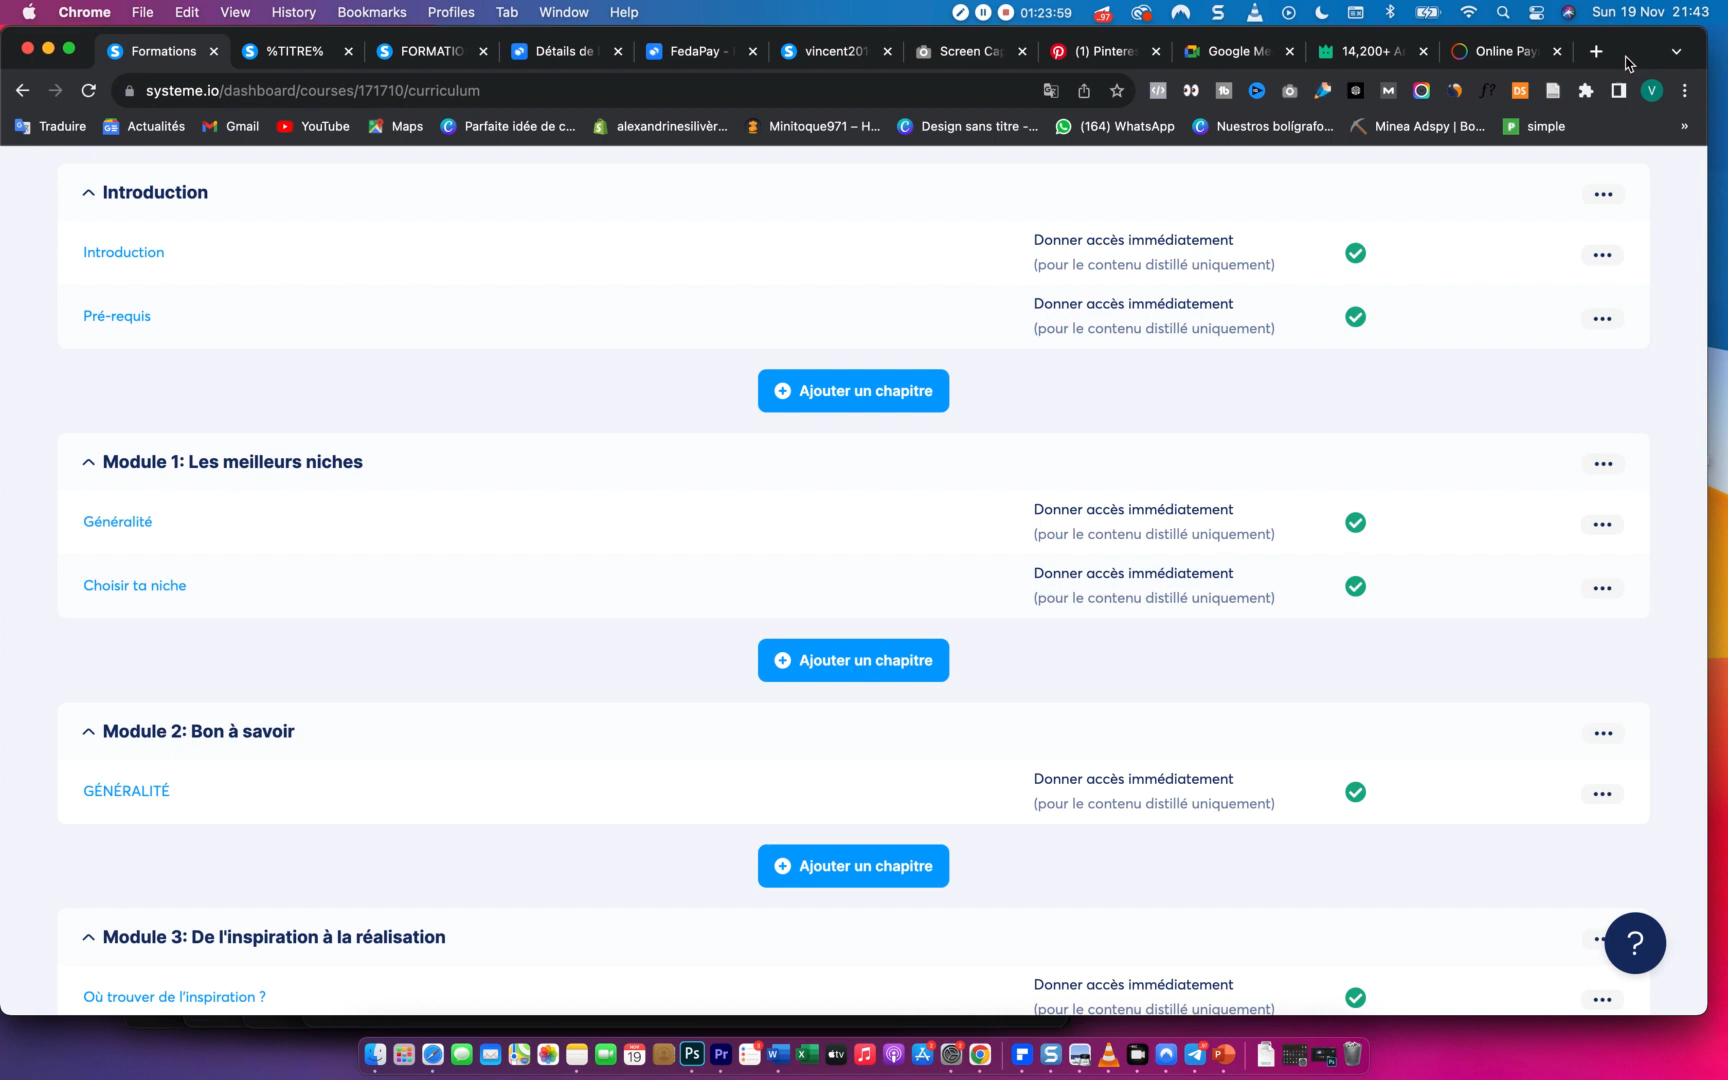 Chrome File Edit View History Bookmarks Profiles Tab Window Help 01:23:59 Sun 19 Nov 21:43
Formations %TITRE% FORMATIO Détails de FedaPay - vincent201 Screen Cap (1) Pinteres Google Me 14,200+ A Online Pay
systeme.io/dashboard/courses/171710/curriculum
Traduire Actualités Gmail YouTube Maps Parfaite idée de c... alexandrinesilivèr... Minitoque971 – H... Design sans titre -... (164) WhatsApp Nuestros bolígrafo... Minea Adspy | Bo... simple »
Introduction
Introduction
Donner accès immédiatement
(pour le contenu distillé uniquement)
Pré-requis
Donner accès immédiatement
(pour le contenu distillé uniquement)
Ajouter un chapitre
Module 1: Les meilleurs niches
Généralité
Donner accès immédiatement
(pour le contenu distillé uniquement)
Choisir ta niche
Donner accès immédiatement
(pour le contenu distillé uniquement)
Ajouter un chapitre
Module 2: Bon à savoir
GÉNÉRALITÉ
Donner accès immédiatement
(pour le contenu distillé uniquement)
Ajouter un chapitre
Module 3: De l'inspiration à la réalisation
?
Où trouver de l'inspiration ?
Donner accès immédiatement
(pour le contenu distillé uniquement)